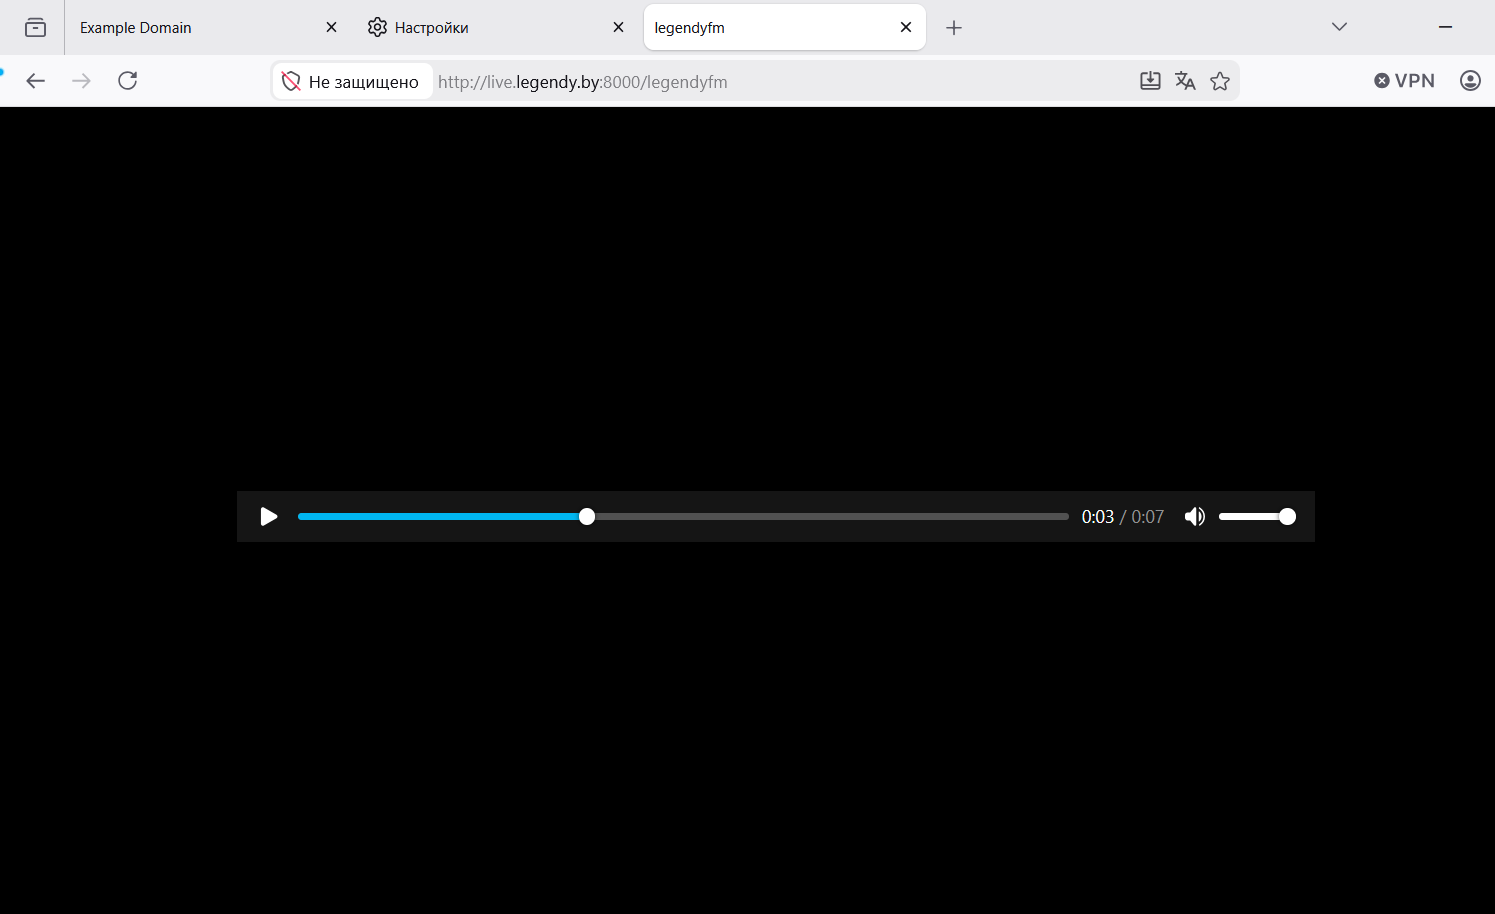 Example Domain
Настройки
legendyfm
Не защищено
http://live.legendy.by:8000/legendyfm
VPN
0:03 / 0:07